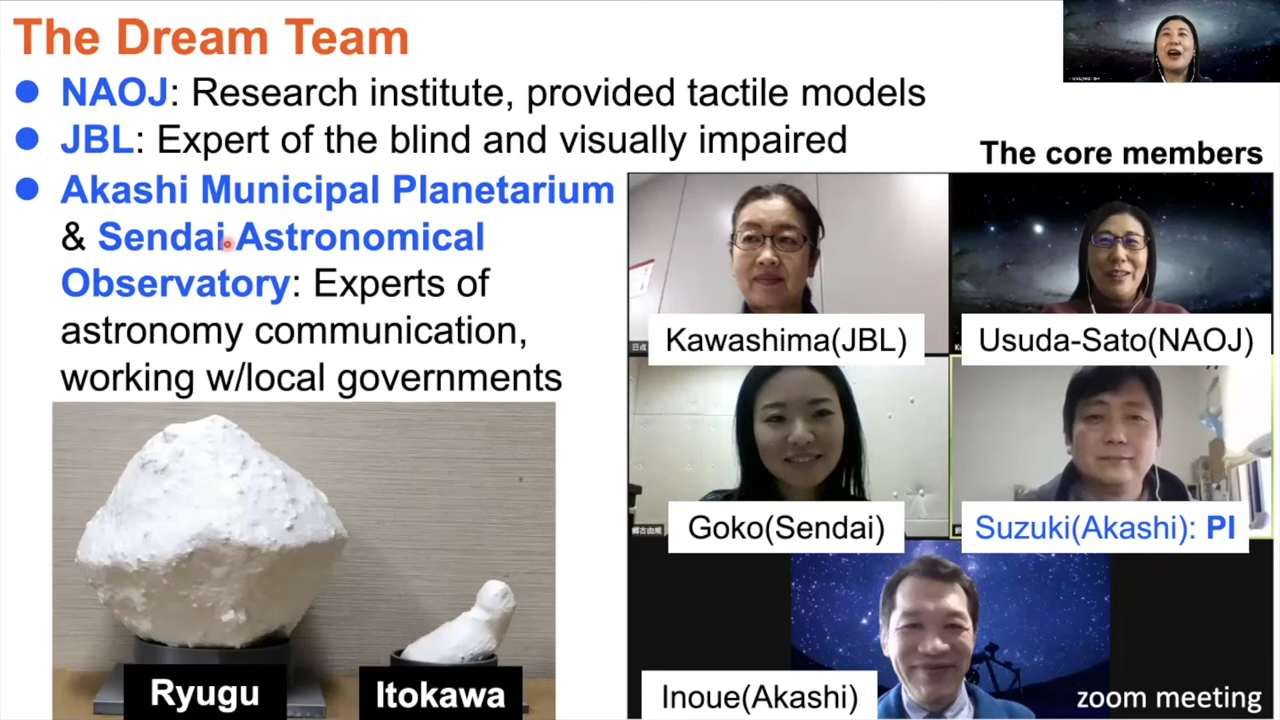 The Dream Team
● NAOJ: Research institute, provided tactile models
● JBL: Expert of the blind and visually impaired
● Akashi Municipal Planetarium
& Sendai Astronomical
Observatory: Experts of
astronomy communication,
working w/local governments
The core members
Kawashima(JBL)
Usuda-Sato(NAOJ)
Goko(Sendai)
Suzuki(Akashi): PI
Inoue(Akashi)
zoom meeting
Ryugu
Itokawa